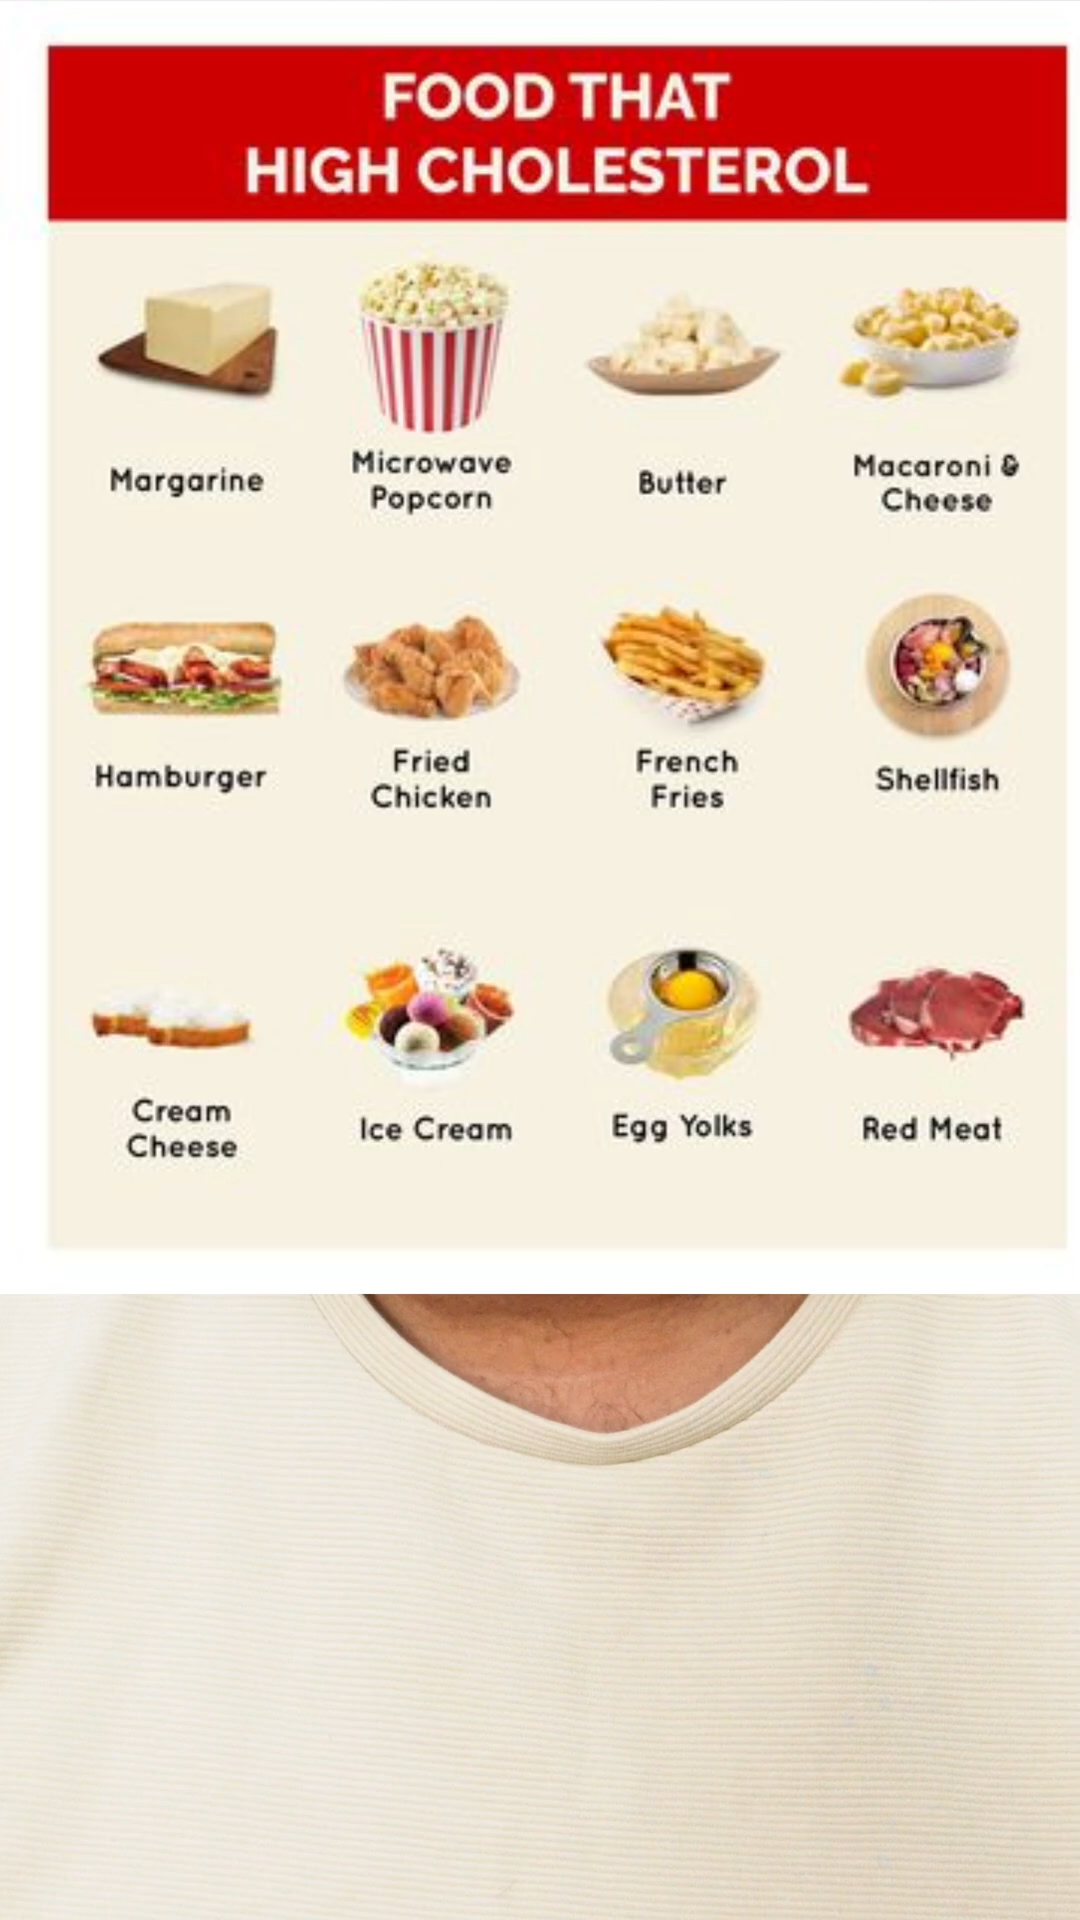 FOOD THAT
HIGH CHOLESTEROL
Margarine
Microwave
Popcorn
Butter
Macaroni &
Cheese
Hamburger
Fried
Chicken
French
Fries
Shellfish
Cream
Cheese
Ice Cream
Egg Yolks
Red Meat